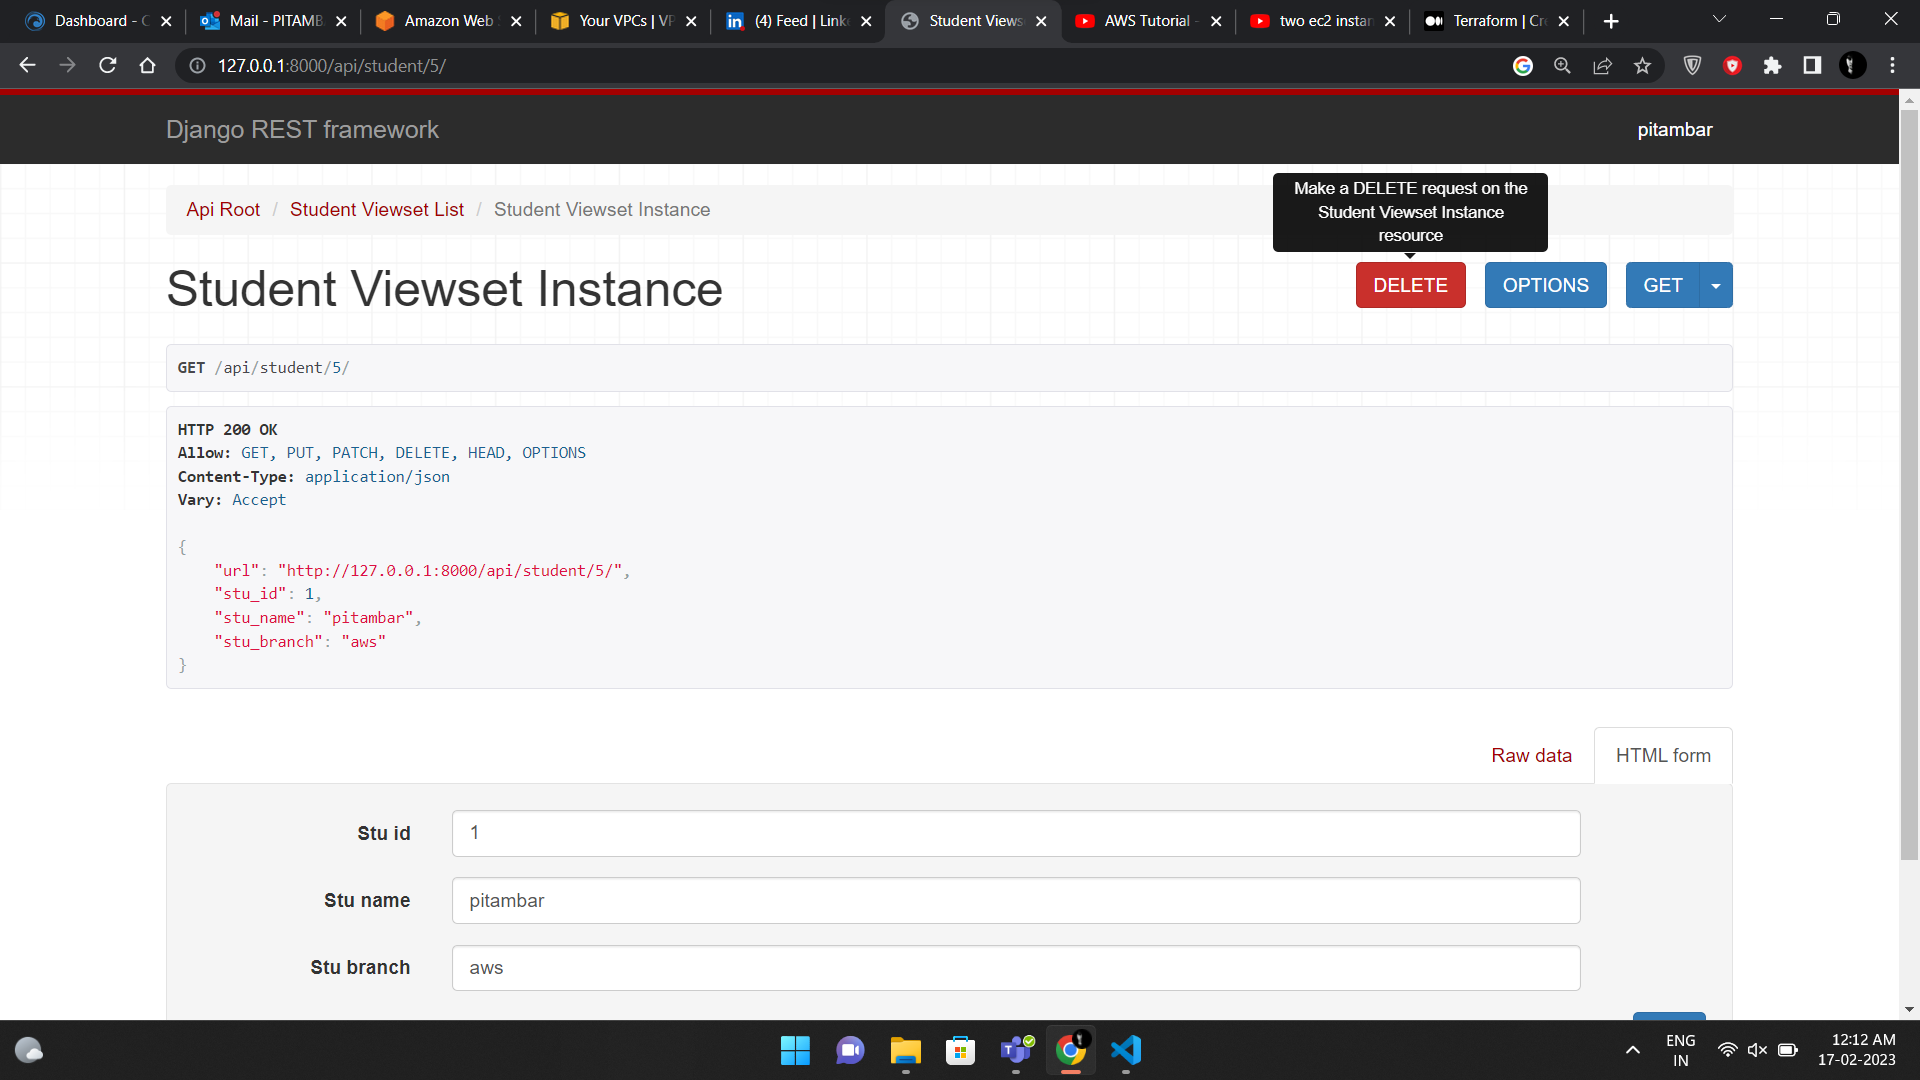 Dashboard - C
Mail - PITAMB
Amazon Web S
Your VPCs | VP
(4) Feed | Linke
Student Views
AWS Tutorial -
two ec2 instan
Terraform | Cre
127.0.0.1:8000/api/student/5/
Django REST framework
pitambar
Api Root / Student Viewset List / Student Viewset Instance
Make a DELETE request on the
Student Viewset Instance
resource
Student Viewset Instance
DELETE
OPTIONS
GET
GET /api/student/5/
HTTP 200 OK
Allow: GET, PUT, PATCH, DELETE, HEAD, OPTIONS
Content-Type: application/json
Vary: Accept
{
"url": "http://127.0.0.1:8000/api/student/5/",
"stu_id": 1,
"stu_name": "pitambar",
"stu_branch": "aws"
}
Raw data
HTML form
Stu id
1
Stu name
pitambar
Stu branch
aws
ENG
IN
12:12 AM
17-02-2023